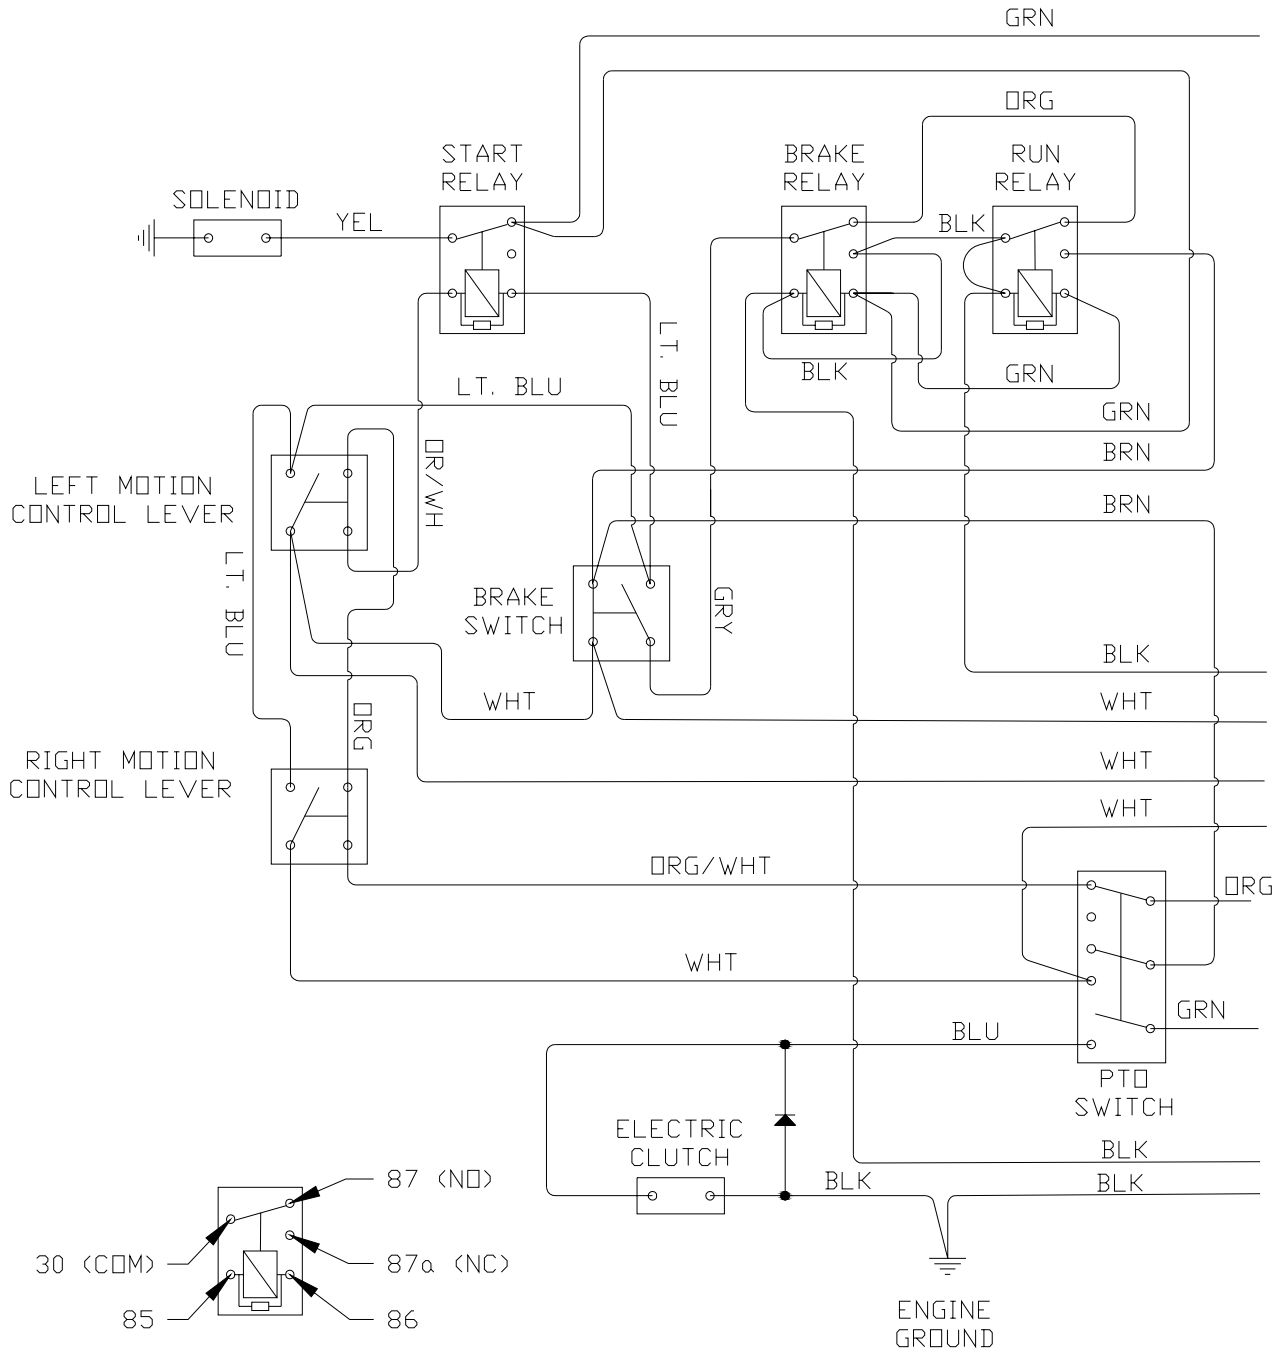 GRN
ORG
START
RELAY
BRAKE
RELAY
RUN
RELAY
SOLENOID
YEL
BLK
LT. BLU
BLK
GRN
LT. BLU
GRN
OR/WH
BRN
LEFT MOTION
CONTROL LEVER
BRN
LT. BLU
BRAKE
SWITCH
GRY
BLK
WHT
WHT
ORG
RIGHT MOTION
CONTROL LEVER
WHT
WHT
ORG/WHT
ORG
WHT
GRN
BLU
PTO
SWITCH
ELECTRIC
CLUTCH
BLK
BLK
BLK
87 (NO)
30 (COM)
87a (NC)
85
86
ENGINE
GROUND